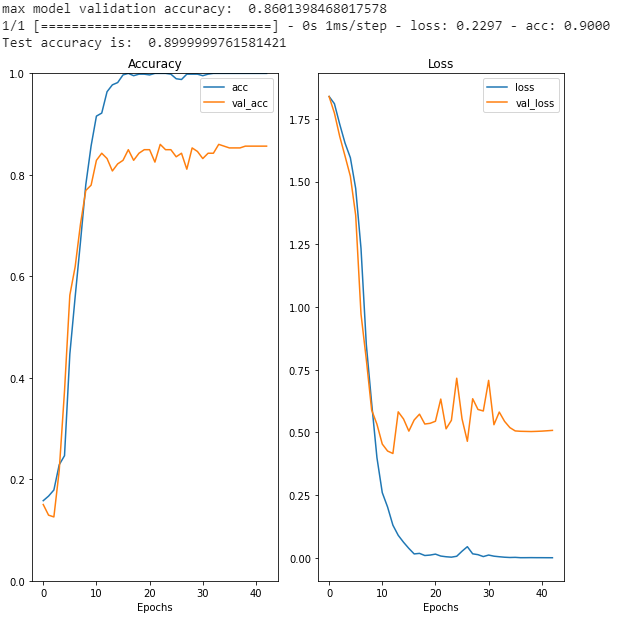 max model validation accuracy:  0.8601398468017578
1/1 [==============================] - 0s 1ms/step - loss: 0.2297 - acc: 0.9000
Test accuracy is:  0.8999999761581421
Accuracy
acc
val_acc
1.0
0.8
0.6
0.4
0.2
0.0
0
10
20
30
40
Epochs
Loss
loss
val_loss
1.75
1.50
1.25
1.00
0.75
0.50
0.25
0.00
0
10
20
30
40
Epochs